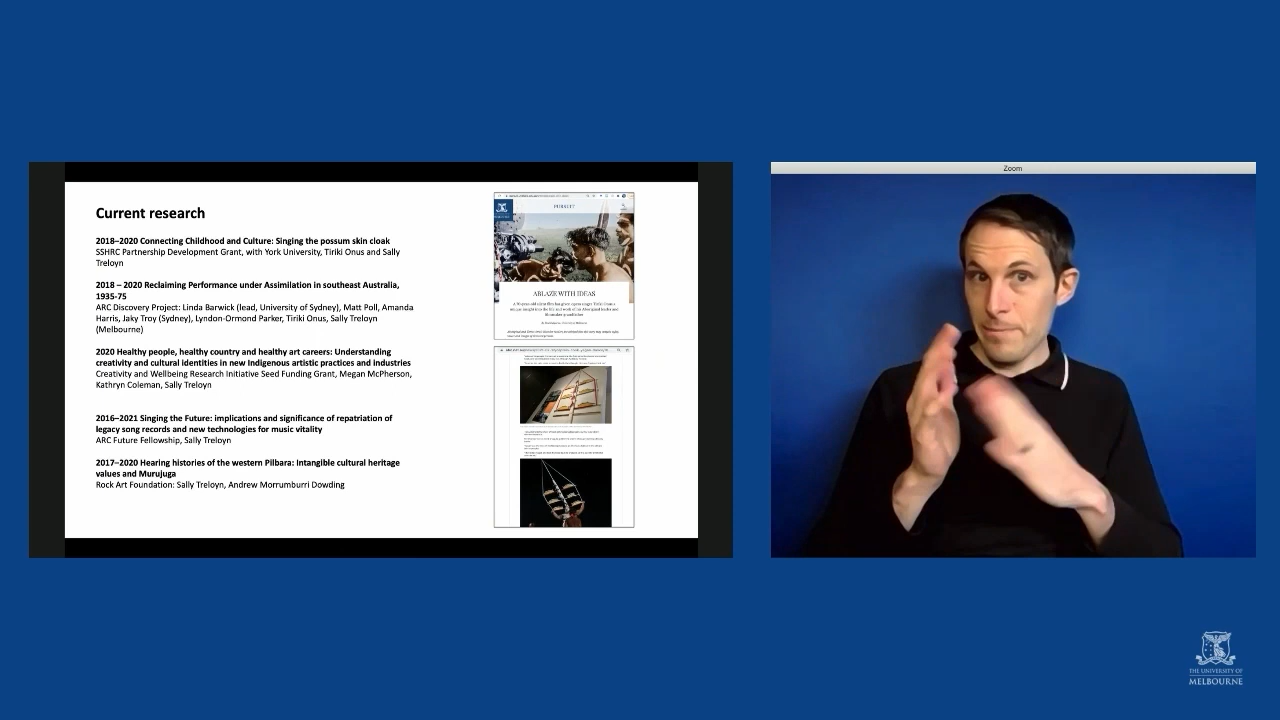 Current research
2018–2020 Connecting Childhood and Culture: Singing the possum skin cloak
SSHRC Partnership Development Grant, with York University, Tiriki Onus and Sally
Treloyn
2018 – 2020 Reclaiming Performance under Assimilation in southeast Australia,
1935-75
ARC Discovery Project: Linda Barwick (lead, University of Sydney), Matt Poll, Amanda
Harris, Jaky Troy (Sydney), Lyndon-Ormond Parker, Tiriki Onus, Sally Treloyn
(Melbourne)
2020 Healthy people, healthy country and healthy art careers: Understanding
creativity and cultural identities in new Indigenous artistic practices and industries
Creativity and Wellbeing Research Initiative Seed Funding Grant, Megan McPherson,
Kathryn Coleman, Sally Treloyn
2016–2021 Singing the Future: implications and significance of repatriation of
legacy song records and new technologies for music vitality
ARC Future Fellowship, Sally Treloyn
2017–2020 Hearing histories of the western Pilbara: Intangible cultural heritage
values and Murujuga
Rock Art Foundation: Sally Treloyn, Andrew Morrumburri Dowding
PURSUIT
ABLAZE WITH IDEAS
Zoom
THE UNIVERSITY OF
MELBOURNE